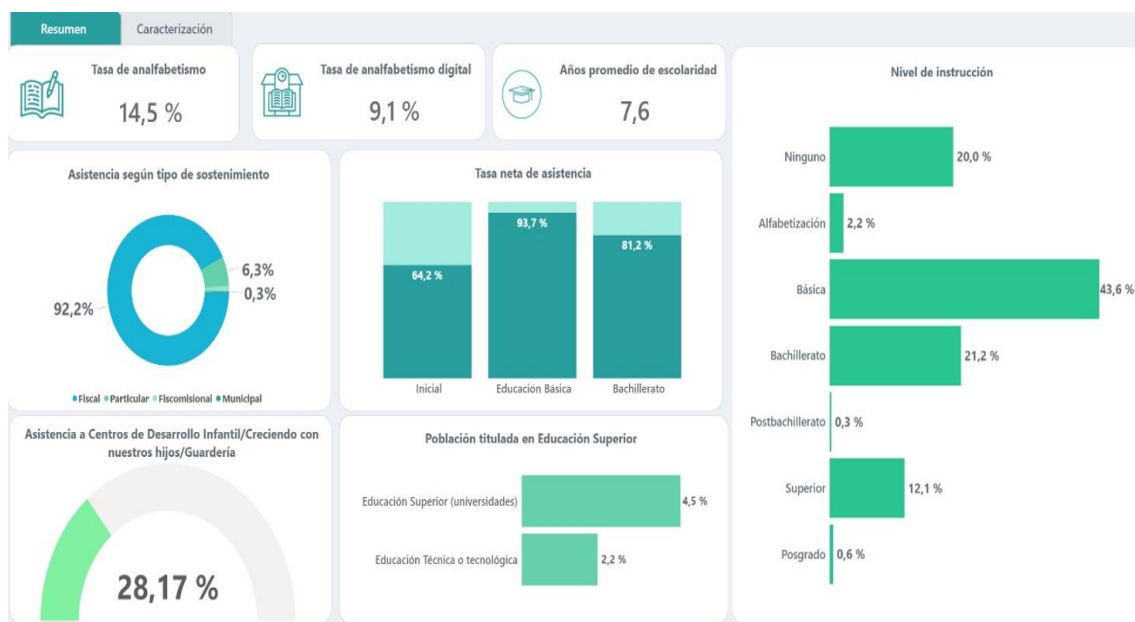 Resumen
Caracterización
Tasa de analfabetismo
14,5 %
Tasa de analfabetismo digital
9,1 %
Años promedio de escolaridad
7,6
Asistencia según tipo de sostenimiento
92,2%
6,3%
0,3%
Fiscal Particular Fiscomisional Municipal
Tasa neta de asistencia
64,2 %
93,7 %
81,2 %
Inicial Educación Básica Bachillerato
Asistencia a Centros de Desarrollo Infantil/Creciendo con
nuestros hijos/Guardería
28,17 %
Población titulada en Educación Superior
Educación Superior (universidades) 4,5 %
Educación Técnica o tecnológica 2,2 %
Nivel de instrucción
Ninguno 20,0 %
Alfabetización 2,2 %
Básica 43,6 %
Bachillerato 21,2 %
Postbachillerato 0,3 %
Superior 12,1 %
Posgrado 0,6 %